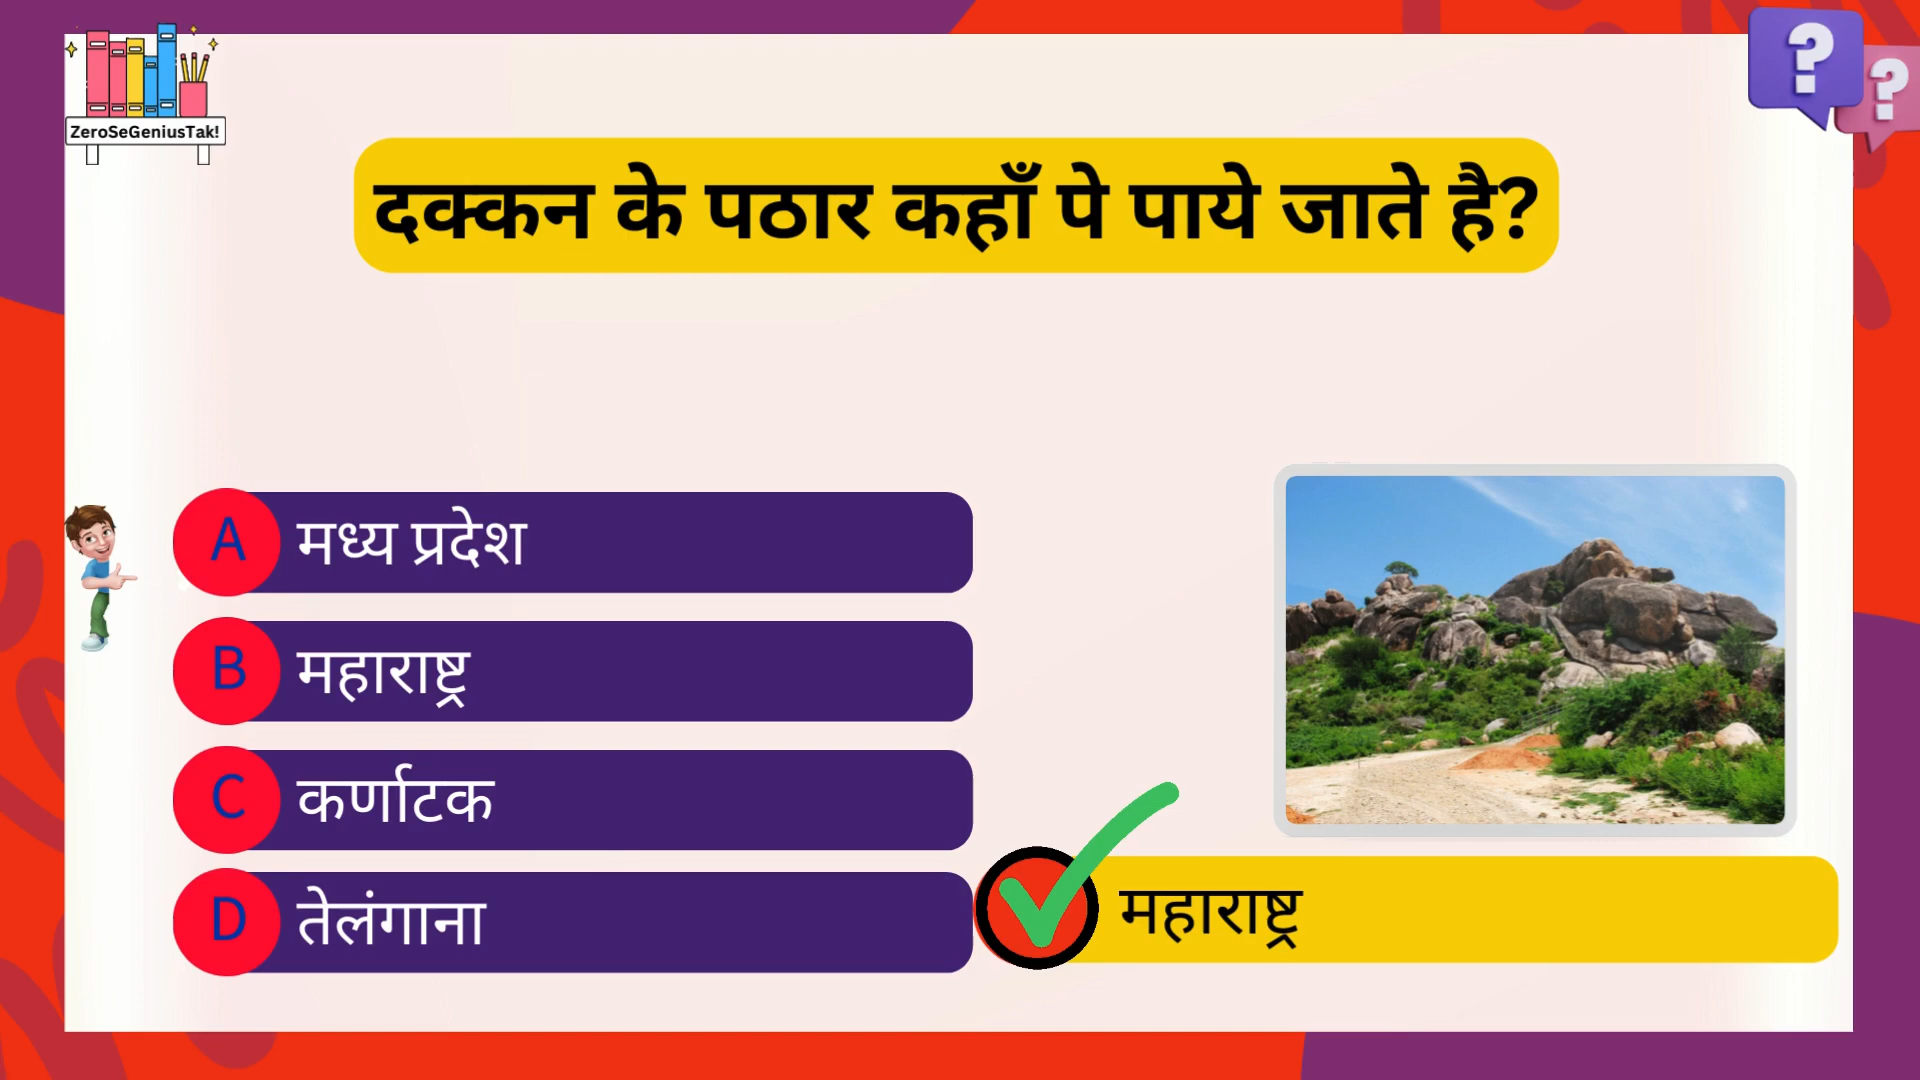 ZeroSeGeniusTak!
? ?
दक्कन के पठार कहाँ पे पाये जाते है?
A मध्य प्रदेश
B महाराष्ट्र
C कर्णाटक
D तेलंगाना
महाराष्ट्र